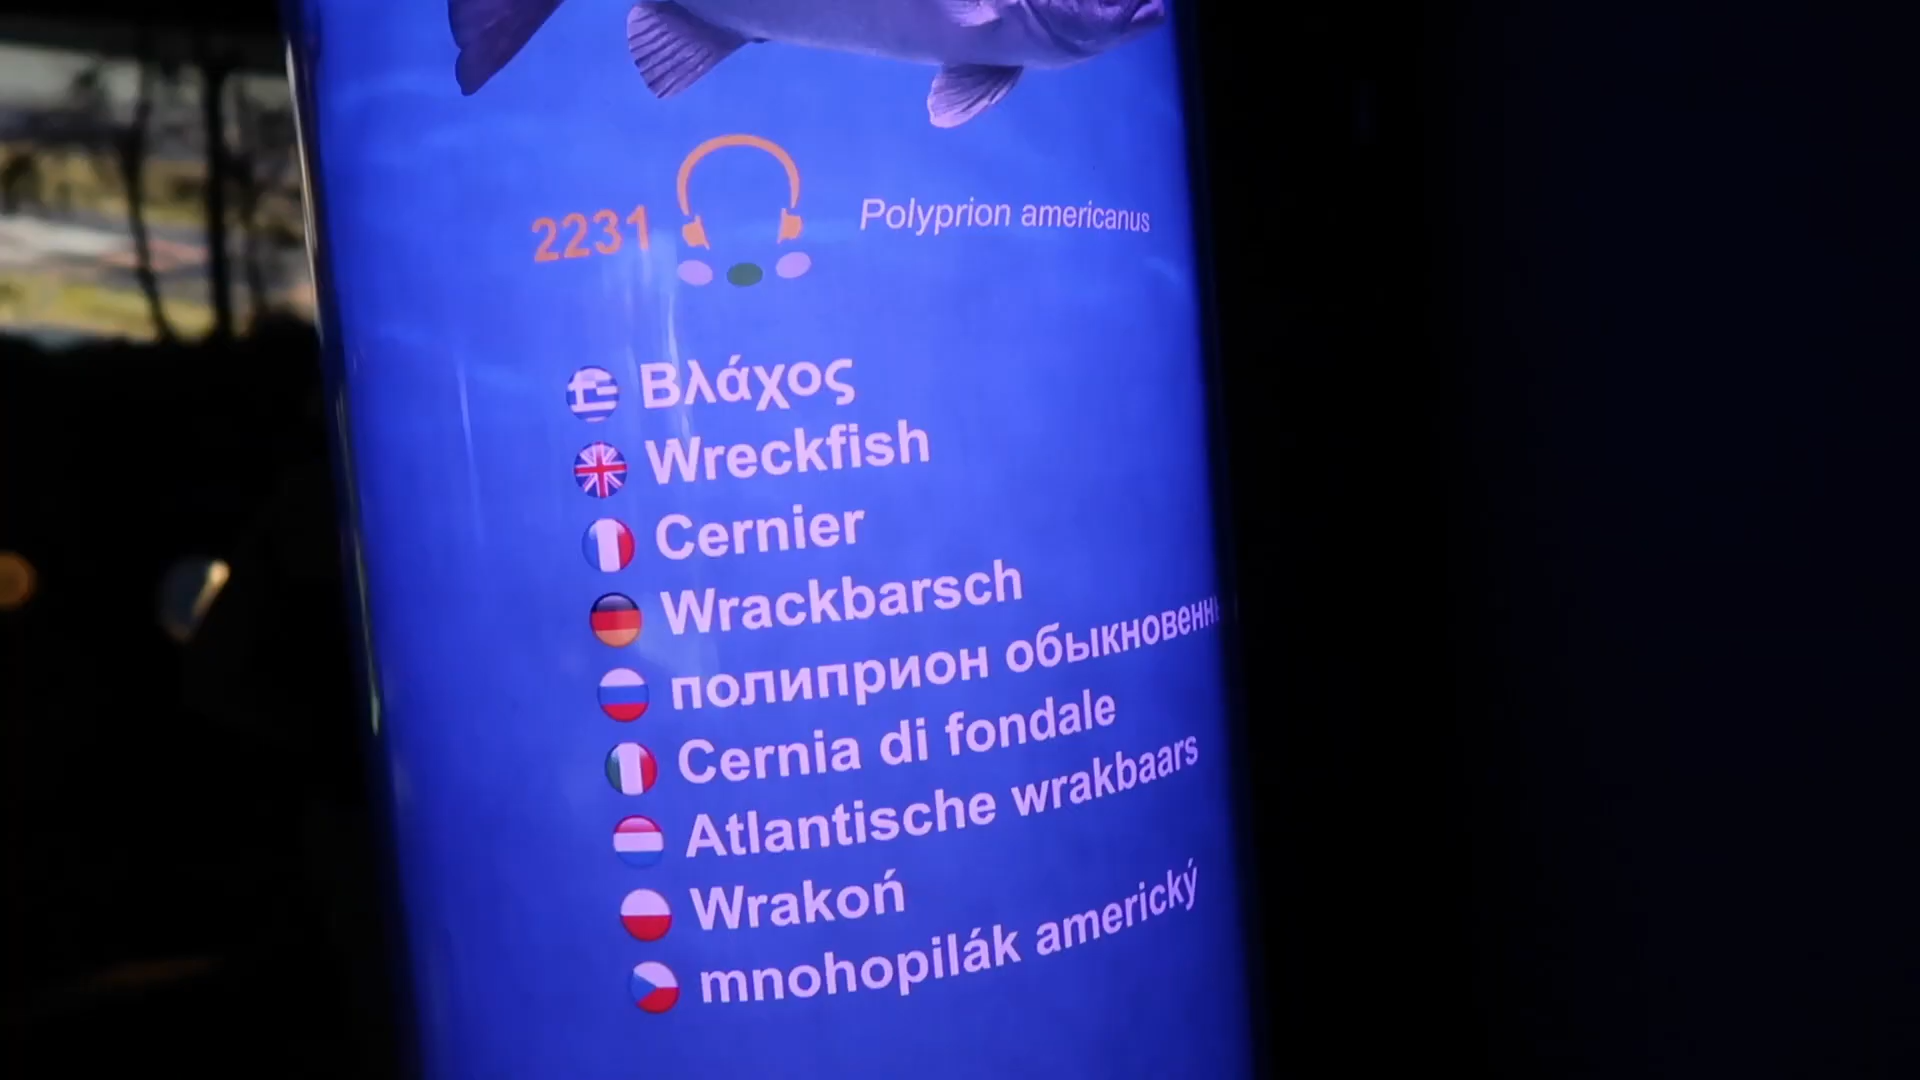 2231
Polyprion americanus
Βλάχος
Wreckfish
Cernier
Wrackbarsch
полиприон
Cernia di fondale
Atlantische wrakbaars
Wrakoń
mnohopilák americký